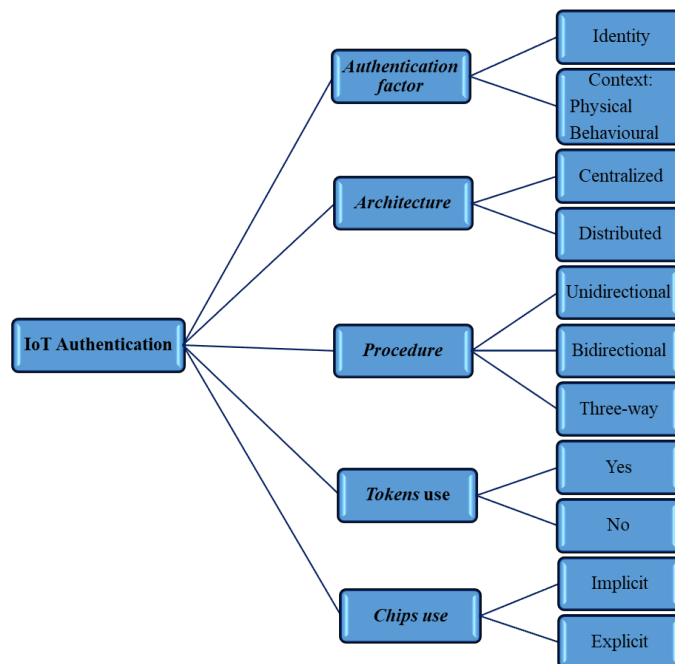 Identity
Authentication
factor
Context:
Physical
Behavioural
Centralized
Architecture
Distributed
Unidirectional
IoT Authentication
Procedure
Bidirectional
Three-way
Yes
Tokens use
No
Implicit
Chips use
Explicit